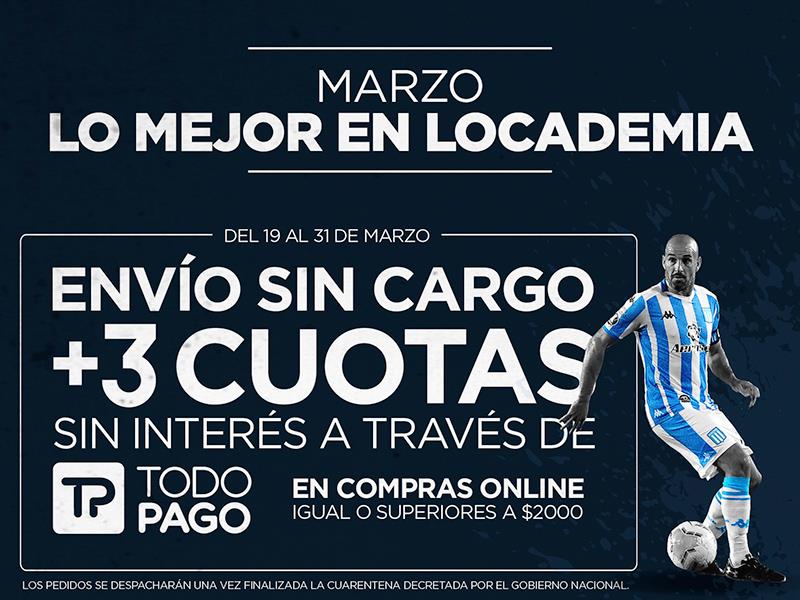 MARZO
LO MEJOR EN LOCADEMIA
DEL 19 AL 31 DE MARZO
ENVÍO SIN CARGO
+3 CUOTAS
SIN INTERÉS A TRAVÉS DE
TP TODO
PAGO
EN COMPRAS ONLINE
IGUAL O SUPERIORES A $2000
LOS PEDIDOS SE DESPACHARÁN UNA VEZ FINALIZADA LA CUARENTENA DECRETADA POR EL GOBIERNO NACIONAL.